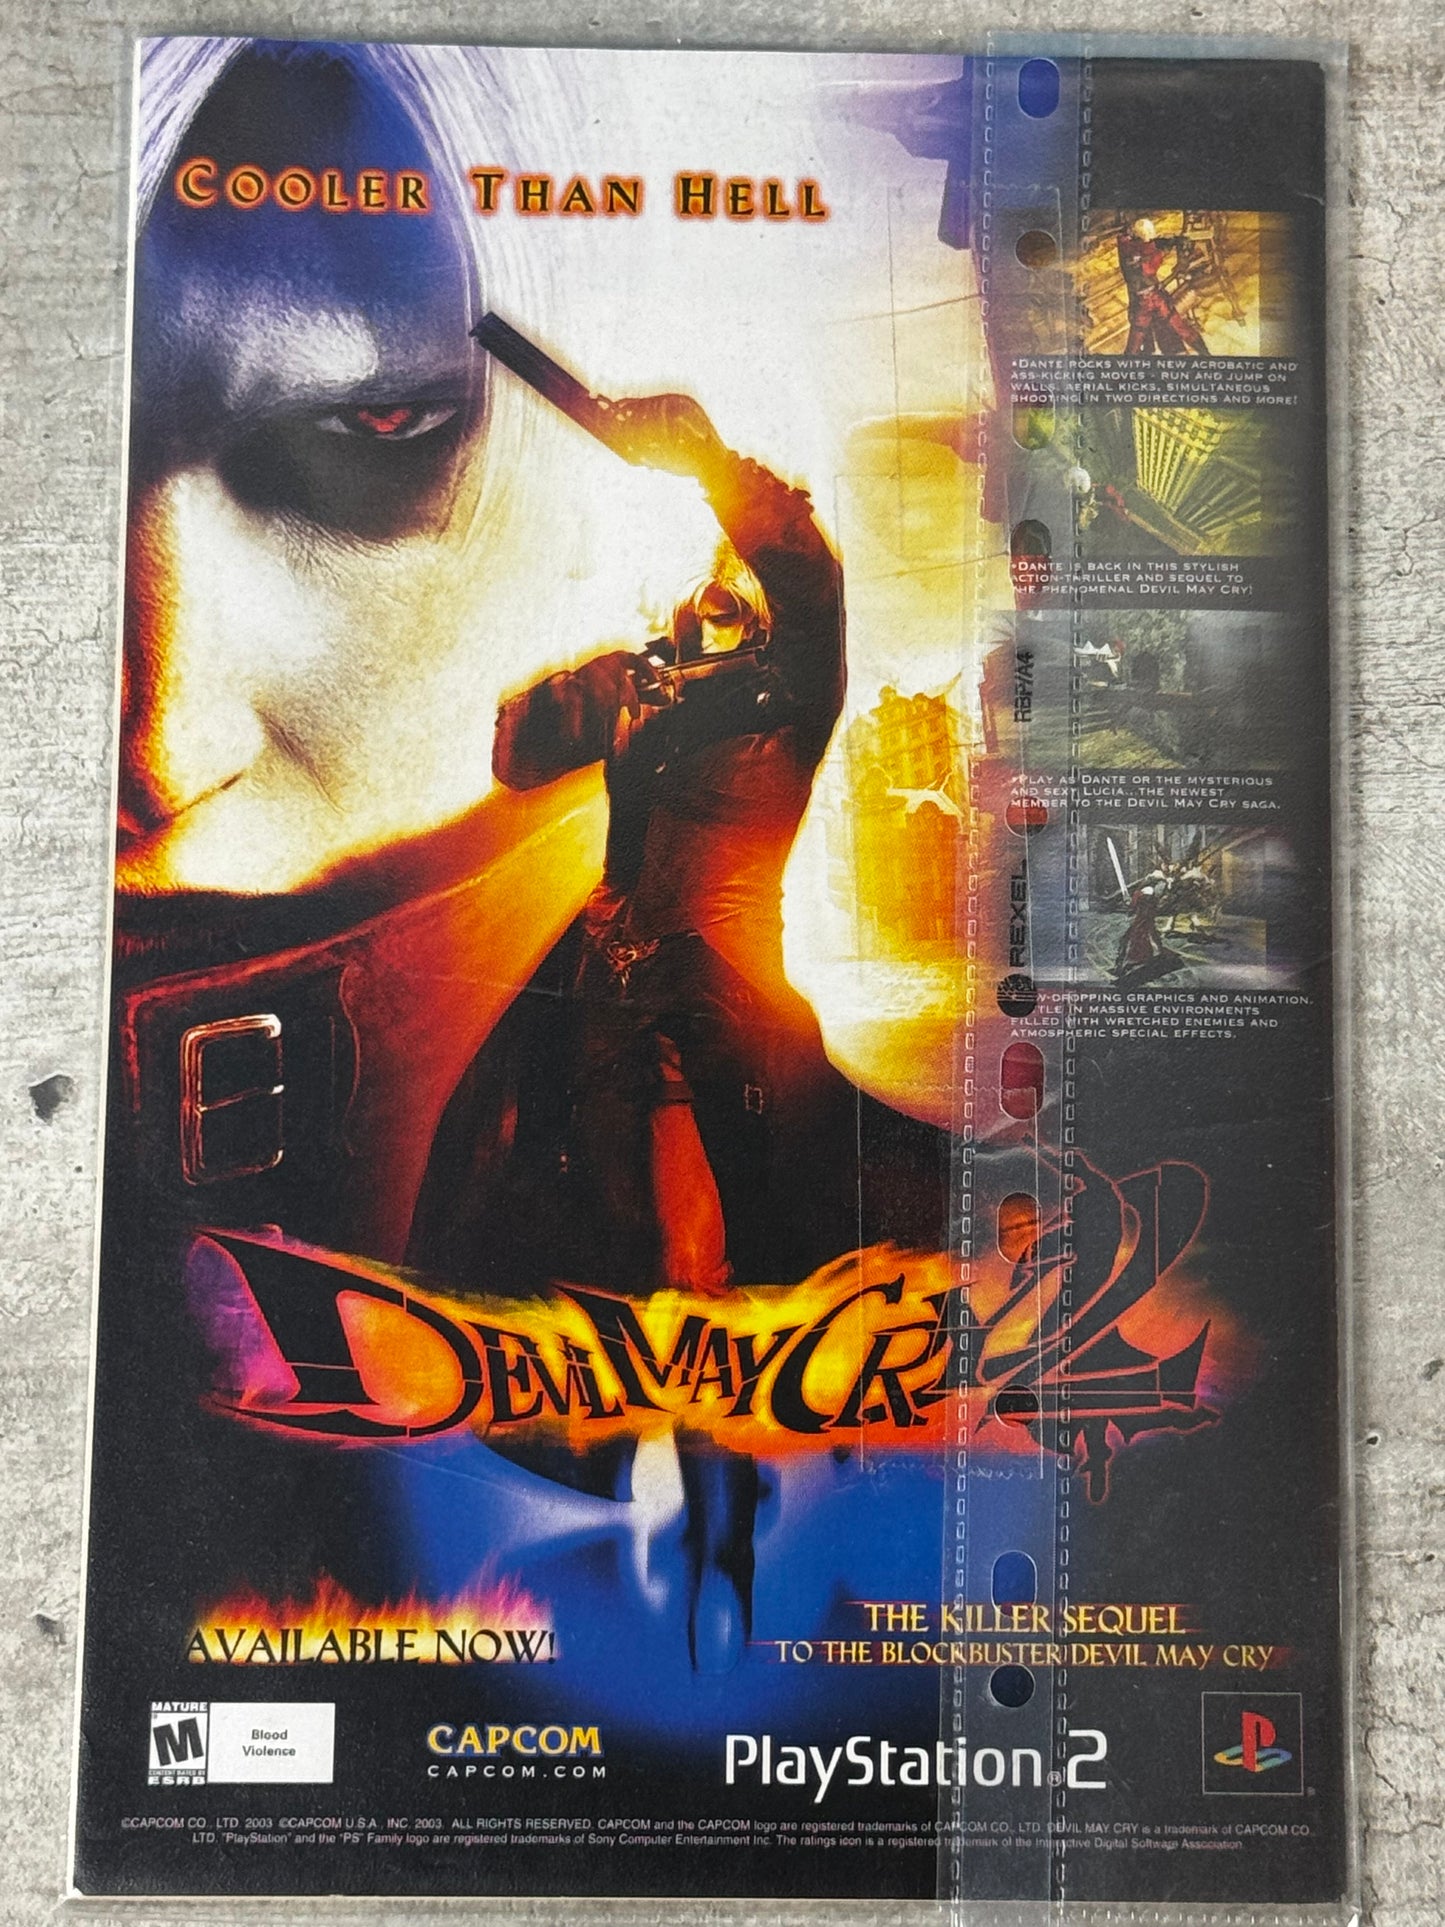 COOLER THAN HELL
•DANTE ROCKS WITH NEW ACROBATIC AND
ASS-KICKING MOVES - RUN AND JUMP ON
WALLS, AERIAL KICKS, SIMULTANEOUS
SHOOTING IN TWO DIRECTIONS AND MORE!
•DANTE IS BACK IN THIS STYLISH
ACTION-THRILLER AND SEQUEL TO
THE PHENOMENAL DEVIL MAY CRY!
RBP/A4
•PLAY AS DANTE OR THE MYSTERIOUS
AND SEXY LUCIA...THE NEWEST
MEMBER TO THE DEVIL MAY CRY SAGA.
REXEL
W-DROPPING GRAPHICS AND ANIMATION.
TLE IN MASSIVE ENVIRONMENTS
FILLED WITH WRETCHED ENEMIES AND
ATMOSPHERIC SPECIAL EFFECTS.
DEVIL MAY CRY 2
AVAILABLE NOW!
THE KILLER SEQUEL
TO THE BLOCKBUSTER DEVIL MAY CRY
MATURE
M
CONTENT RATED BY
ESRB
Blood
Violence
CAPCOM
CAPCOM.COM
PlayStation®2
©CAPCOM CO., LTD. 2003 ©CAPCOM U.S.A., INC. 2003. ALL RIGHTS RESERVED. CAPCOM and the CAPCOM logo are registered trademarks of CAPCOM CO., LTD. DEVIL MAY CRY is a trademark of CAPCOM CO.,
LTD. "PlayStation" and the "PS" Family logo are registered trademarks of Sony Computer Entertainment Inc. The ratings icon is a registered trademark of the Interactive Digital Software Association.